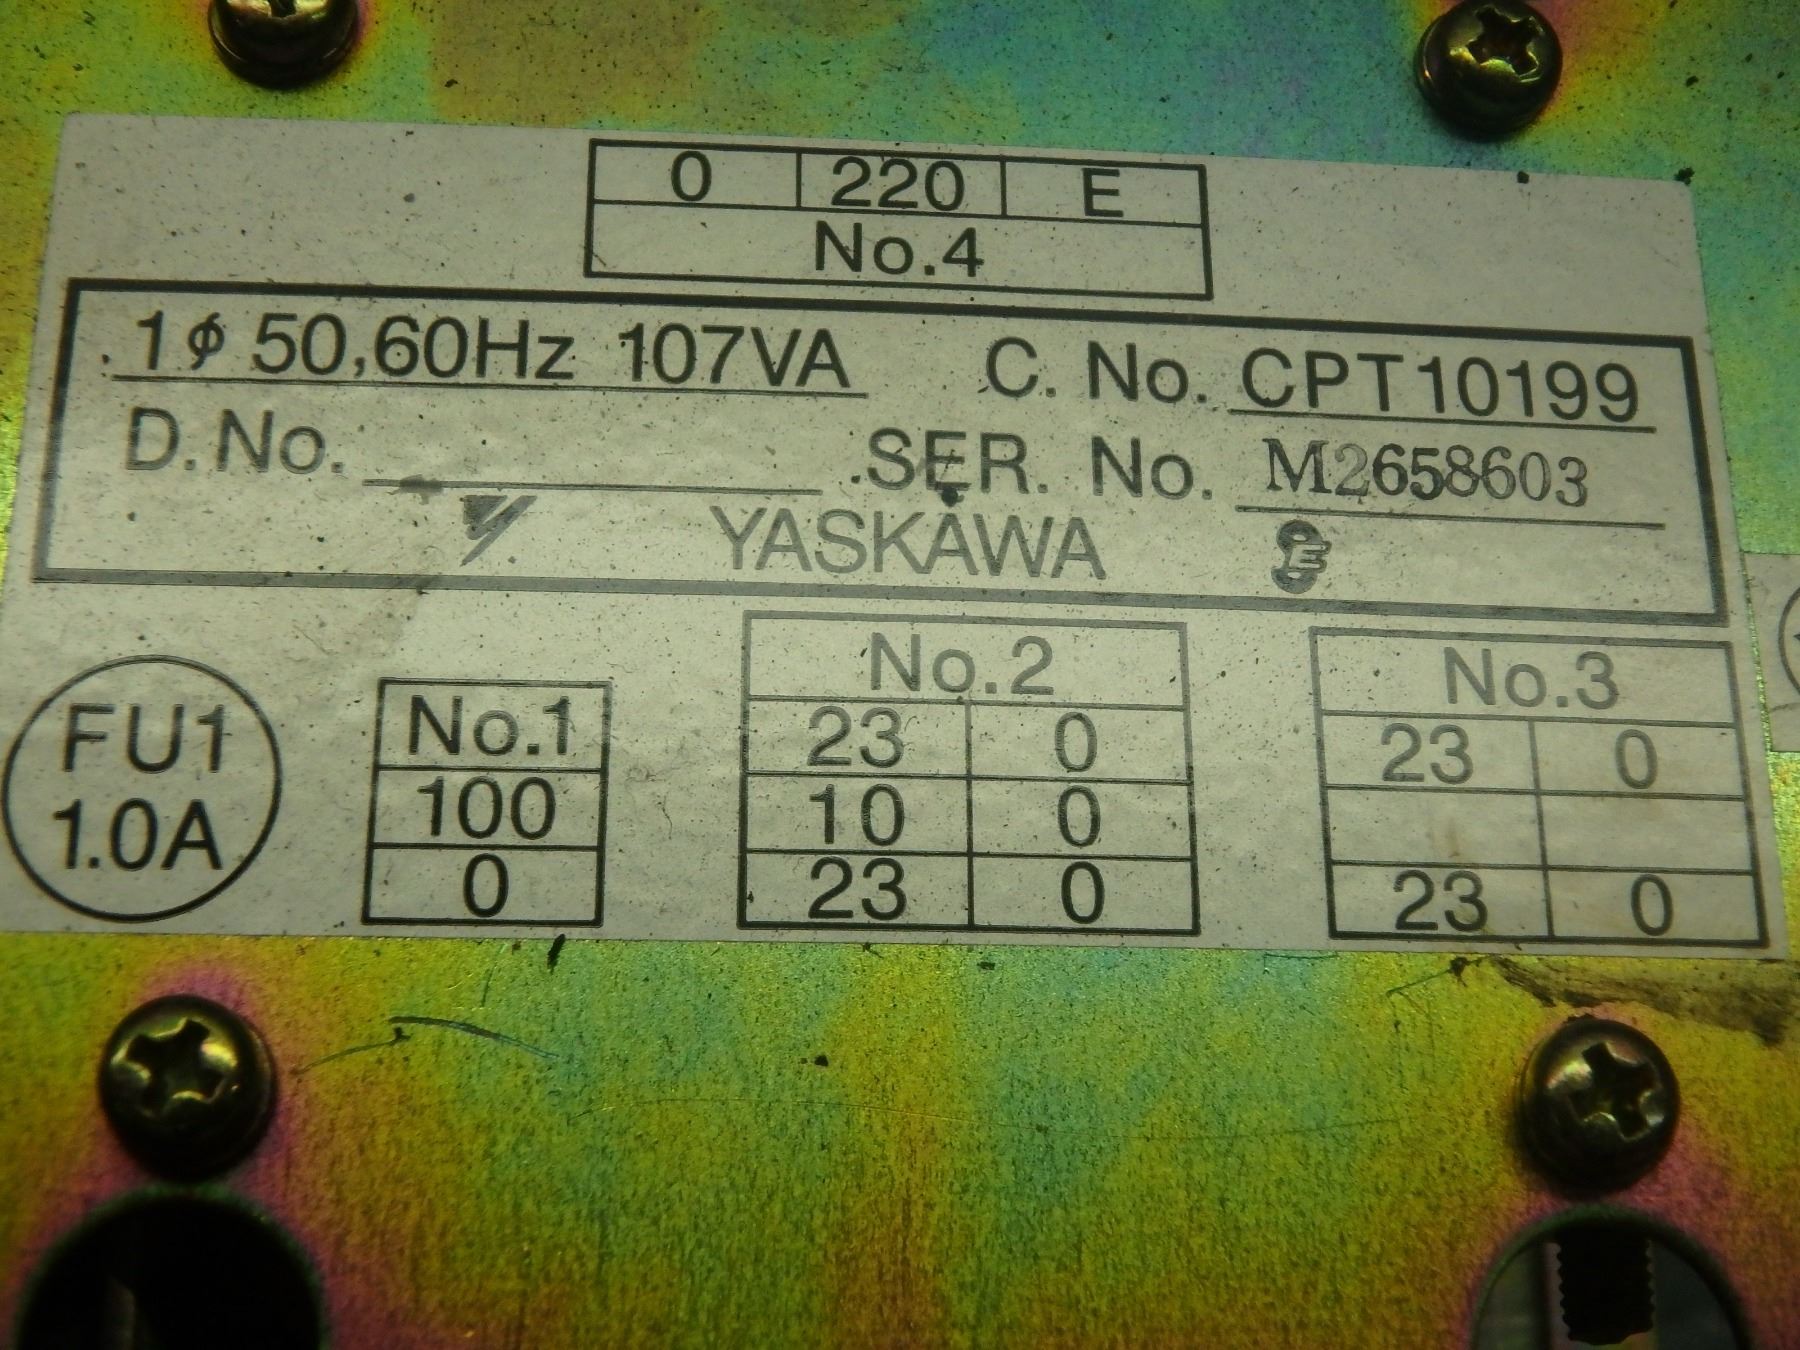 0 220 E
No.4
1φ 50,60Hz 107VA C. No. CPT10199
D.No. SER. No. M2658603
YASKAWA E
FU1
1.0A
No.1
100
0
No.2
23 0
10 0
23 0
No.3
23 0
23 0